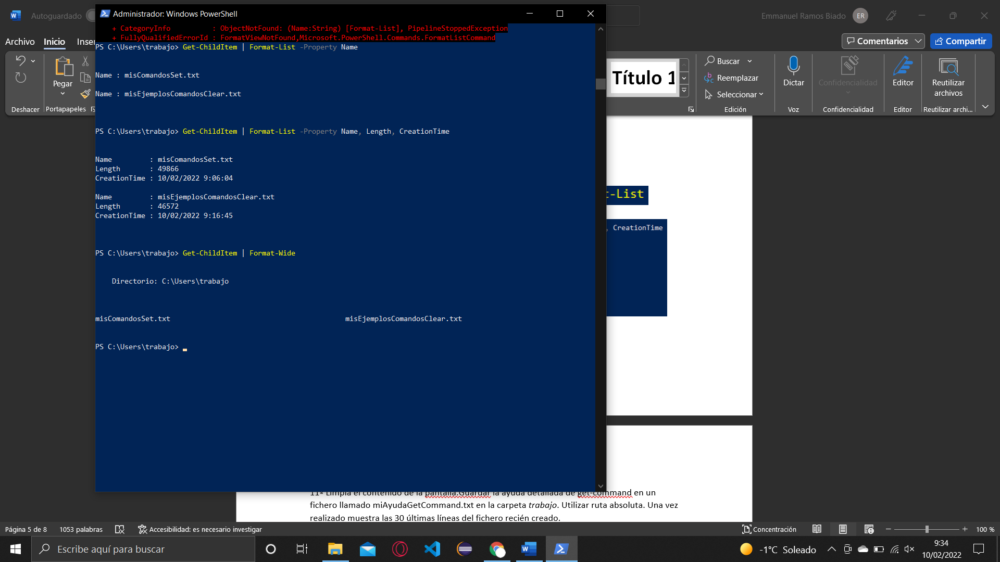 Autoguardado
Administrador: Windows PowerShell
Emmanuel Ramos Biado
ER
Archivo
Inicio
Inser
Comentarios
Compartir
Pegar
Deshacer
Portapapeles
+ CategoryInfo          : ObjectNotFound: (Name:String) [Format-List], PipelineStoppedException
+ FullyQualifiedErrorId : FormatViewNotFound,Microsoft.PowerShell.Commands.FormatListCommand
PS C:\Users\trabajo> Get-ChildItem | Format-List -Property Name
Name : misComandosSet.txt
Name : misEjemplosComandosClear.txt
PS C:\Users\trabajo> Get-ChildItem | Format-List -Property Name, Length, CreationTime
Name         : misComandosSet.txt
Length       : 49866
CreationTime : 10/02/2022 9:06:04
Name         : misEjemplosComandosClear.txt
Length       : 46572
CreationTime : 10/02/2022 9:16:45
PS C:\Users\trabajo> Get-ChildItem | Format-Wide
Directorio: C:\Users\trabajo
misComandosSet.txt                                          misEjemplosComandosClear.txt
PS C:\Users\trabajo>
Título 1
Buscar
Reemplazar
Seleccionar
Edición
Dictar
Voz
Confidencialidad
Confidencialidad
Editor
Editor
Reutilizar
archivos
Reutilizar archi...
t-List
, CreationTime
11º Limpia el contenido de la pantalla.Guardar la ayuda detallada de get-command en un
fichero llamado miAyudaGetCommand.txt en la carpeta trabajo. Utilizar ruta absoluta. Una vez
realizado muestra las 30 últimas líneas del fichero recién creado.
Página 5 de 8
1053 palabras
Accesibilidad: es necesario investigar
Concentración
100 %
Escribe aquí para buscar
-1°C Soleado
9:34
10/02/2022